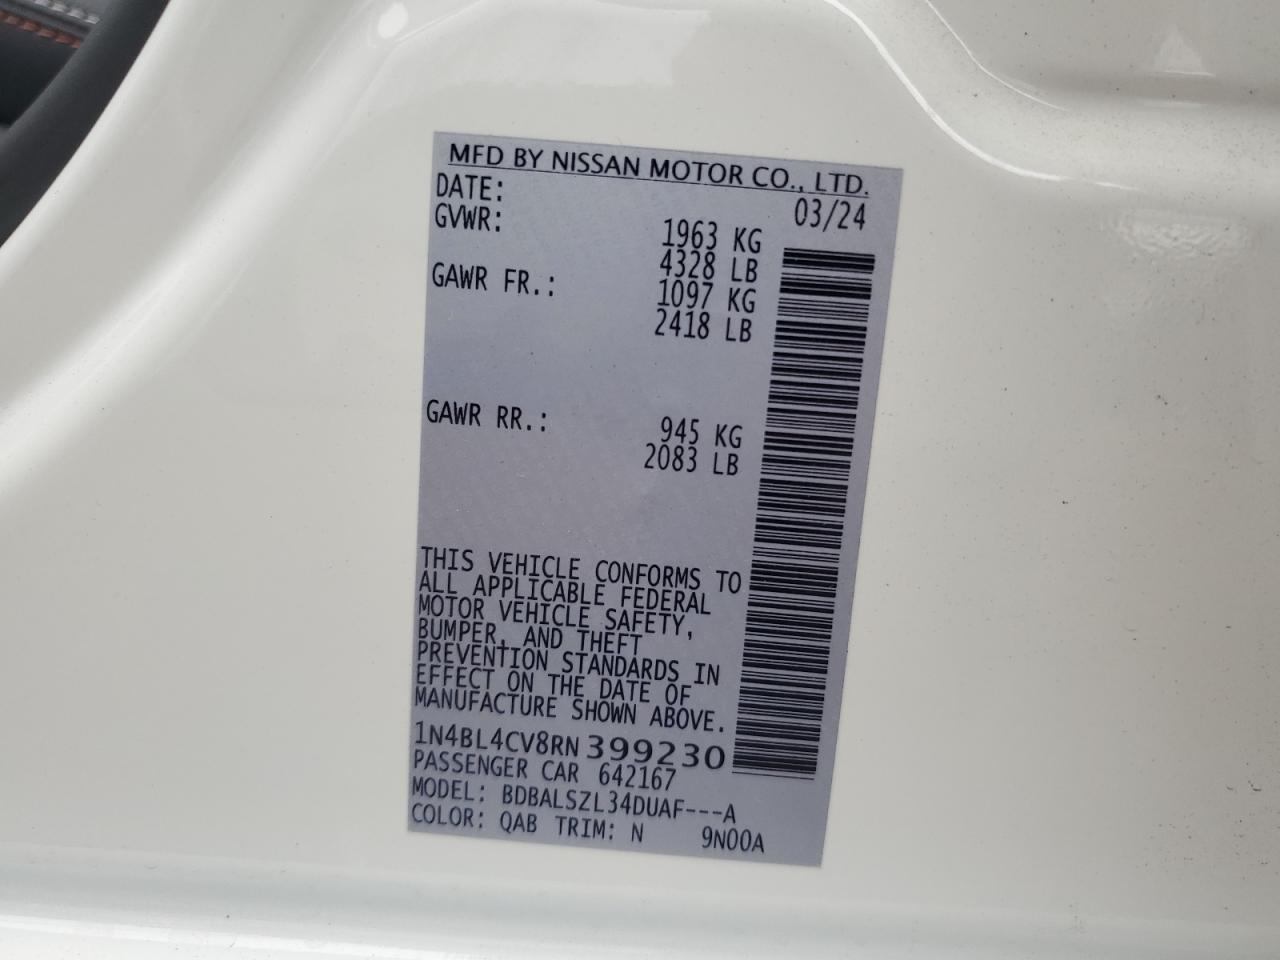 MFD BY NISSAN MOTOR CO., LTD.
DATE: 03/24
GVWR: 1963 KG
4328 LB
GAWR FR.: 1097 KG
2418 LB
GAWR RR.: 945 KG
2083 LB
THIS VEHICLE CONFORMS TO
ALL APPLICABLE FEDERAL
MOTOR VEHICLE SAFETY,
BUMPER, AND THEFT
PREVENTION STANDARDS IN
EFFECT ON THE DATE OF
MANUFACTURE SHOWN ABOVE.
1N4BL4CV8RN399230
PASSENGER CAR 642167
MODEL: BDBALSZL34DUAF---A
COLOR: QAB TRIM: N 9N00A